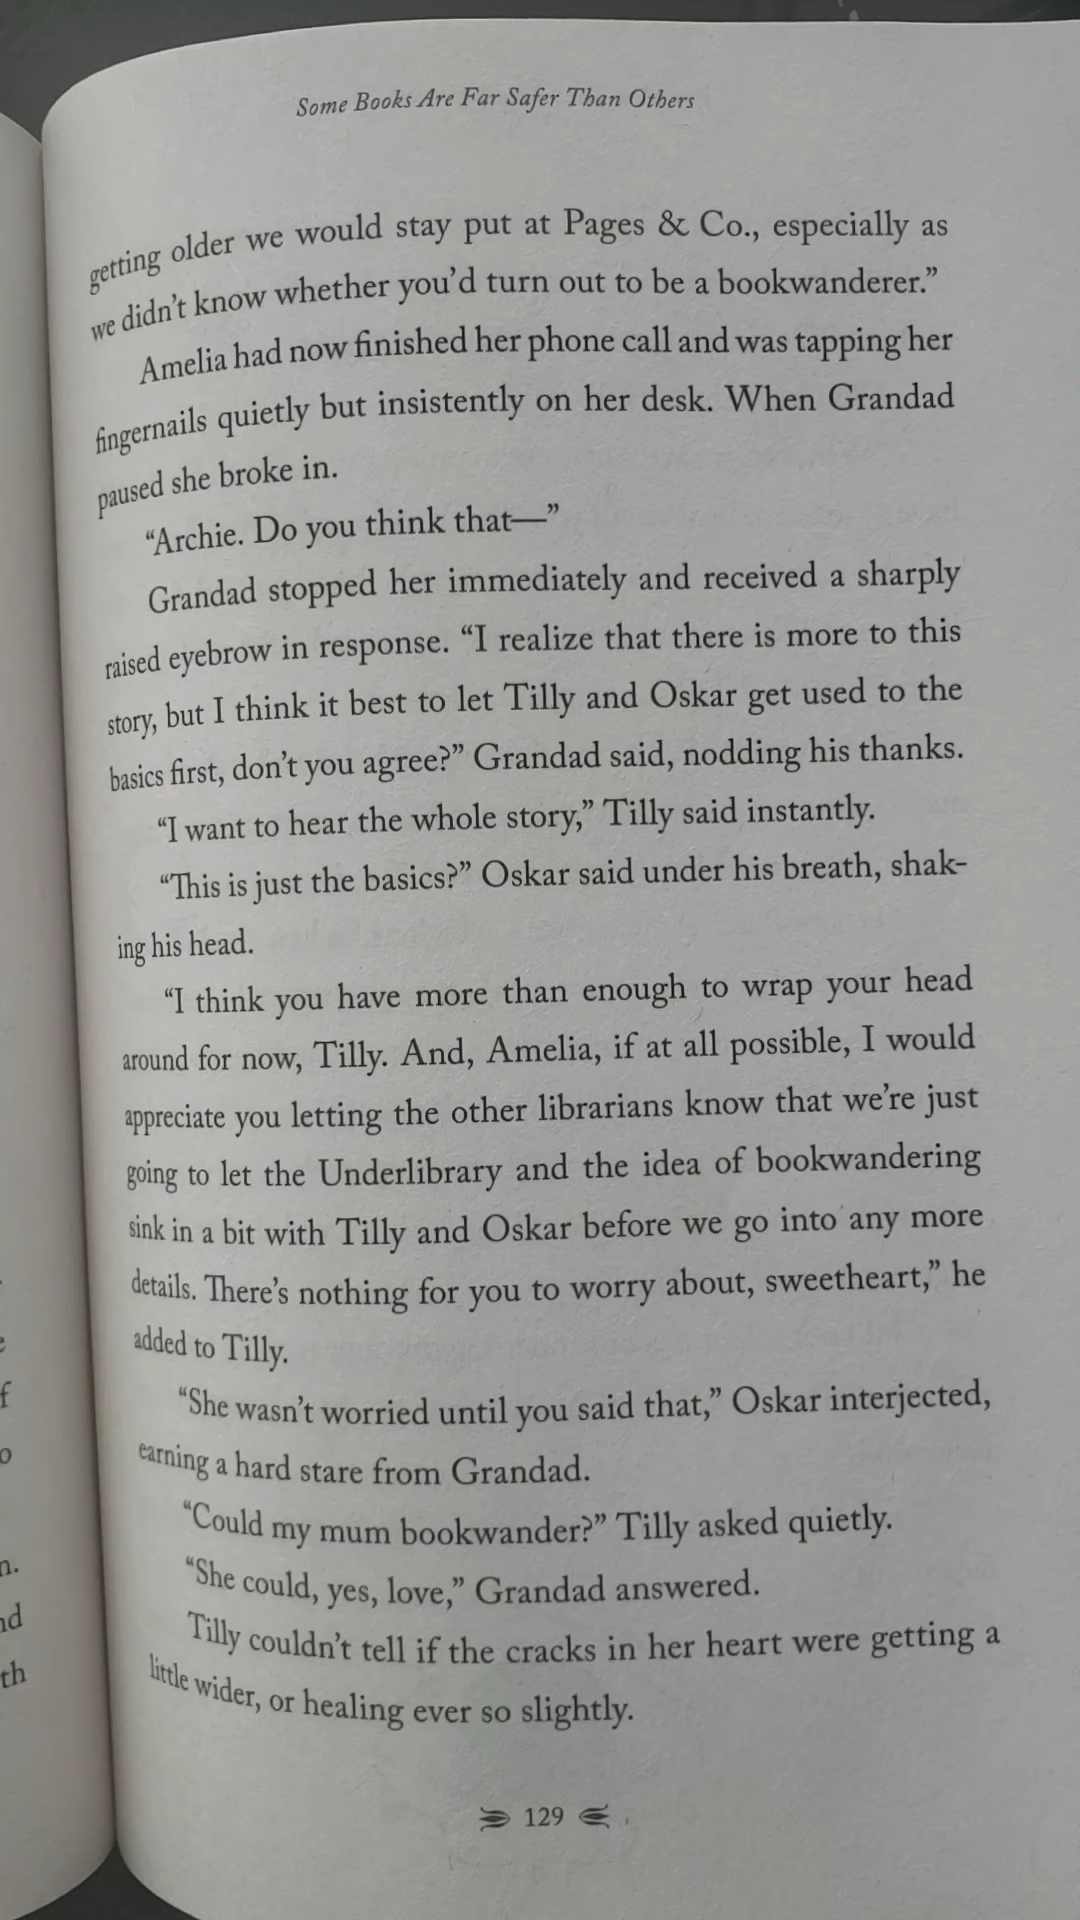 Some Books Are Far Safer Than Others
getting older we would stay put at Pages & Co., especially as
we didn't know whether you'd turn out to be a bookwanderer.”
Amelia had now finished her phone call and was tapping her
fingernails quietly but insistently on her desk. When Grandad
paused she broke in.
“Archie. Do you think that—”
Grandad stopped her immediately and received a sharply
raised eyebrow in response. “I realize that there is more to this
story, but I think it best to let Tilly and Oskar get used to the
basics first, don't you agree?” Grandad said, nodding his thanks.
“I want to hear the whole story,” Tilly said instantly.
“This is just the basics?” Oskar said under his breath, shak-
ing his head.
“I think you have more than enough to wrap your head
around for now, Tilly. And, Amelia, if at all possible, I would
appreciate you letting the other librarians know that we're just
going to let the Underlibrary and the idea of bookwandering
sink in a bit with Tilly and Oskar before we go into any more
details. There's nothing for you to worry about, sweetheart,” he
added to Tilly.
“She wasn't worried until you said that,” Oskar interjected,
earning a hard stare from Grandad.
“Could my mum bookwander?” Tilly asked quietly.
“She could, yes, love,” Grandad answered.
Tilly couldn't tell if the cracks in her heart were getting a
little wider, or healing ever so slightly.
129